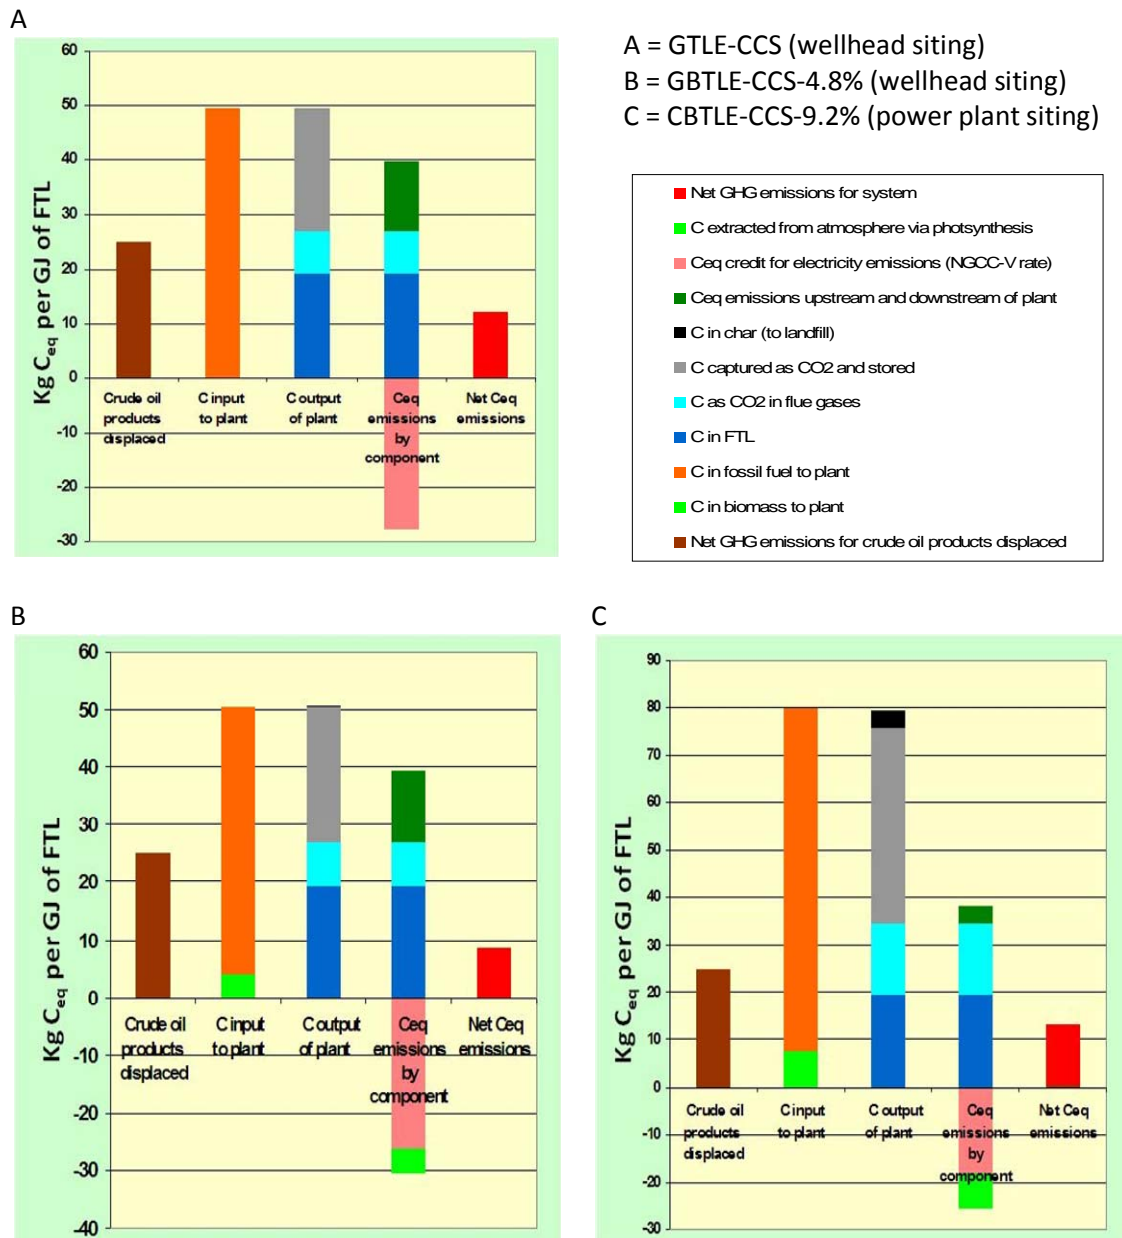 A
A = GTLE-CCS (wellhead siting)
B = GBTLE-CCS-4.8% (wellhead siting)
C = CBTLE-CCS-9.2% (power plant siting)
Kg Ceq per GJ of FTL
60
50
40
30
20
10
0
-10
-20
-30
Crude oil
products
displaced
C input
to plant
C output
of plant
Ceq
emissions
by
component
Net Ceq
emissions
Net GHG emissions for system
C extracted from atmosphere via photsynthesis
Ceq credit for electricity emissions (NGCC-V rate)
Ceq emissions upstream and downstream of plant
C in char (to landfill)
C captured as CO2 and stored
C as CO2 in flue gases
C in FTL
C in fossil fuel to plant
C in biomass to plant
Net GHG emissions for crude oil products displaced
B
Kg Ceq per GJ of FTL
60
50
40
30
20
10
0
-10
-20
-30
-40
Crude oil
products
displaced
C input
to plant
C output
of plant
Ceq
emissions
by
component
Net Ceq
emissions
C
Kg Ceq per GJ of FTL
90
80
70
60
50
40
30
20
10
0
-10
-20
-30
Crude oil
products
displaced
C input
to plant
C output
of plant
Ceq
emissions
by
component
Net Ceq
emissions